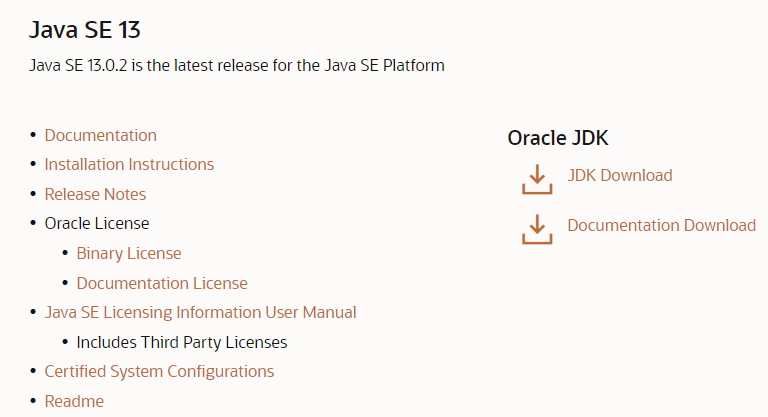 Java SE 13
Java SE 13.0.2 is the latest release for the Java SE Platform
• Documentation
• Installation Instructions
• Release Notes
• Oracle License
• Binary License
• Documentation License
• Java SE Licensing Information User Manual
• Includes Third Party Licenses
• Certified System Configurations
• Readme
Oracle JDK
JDK Download
Documentation Download